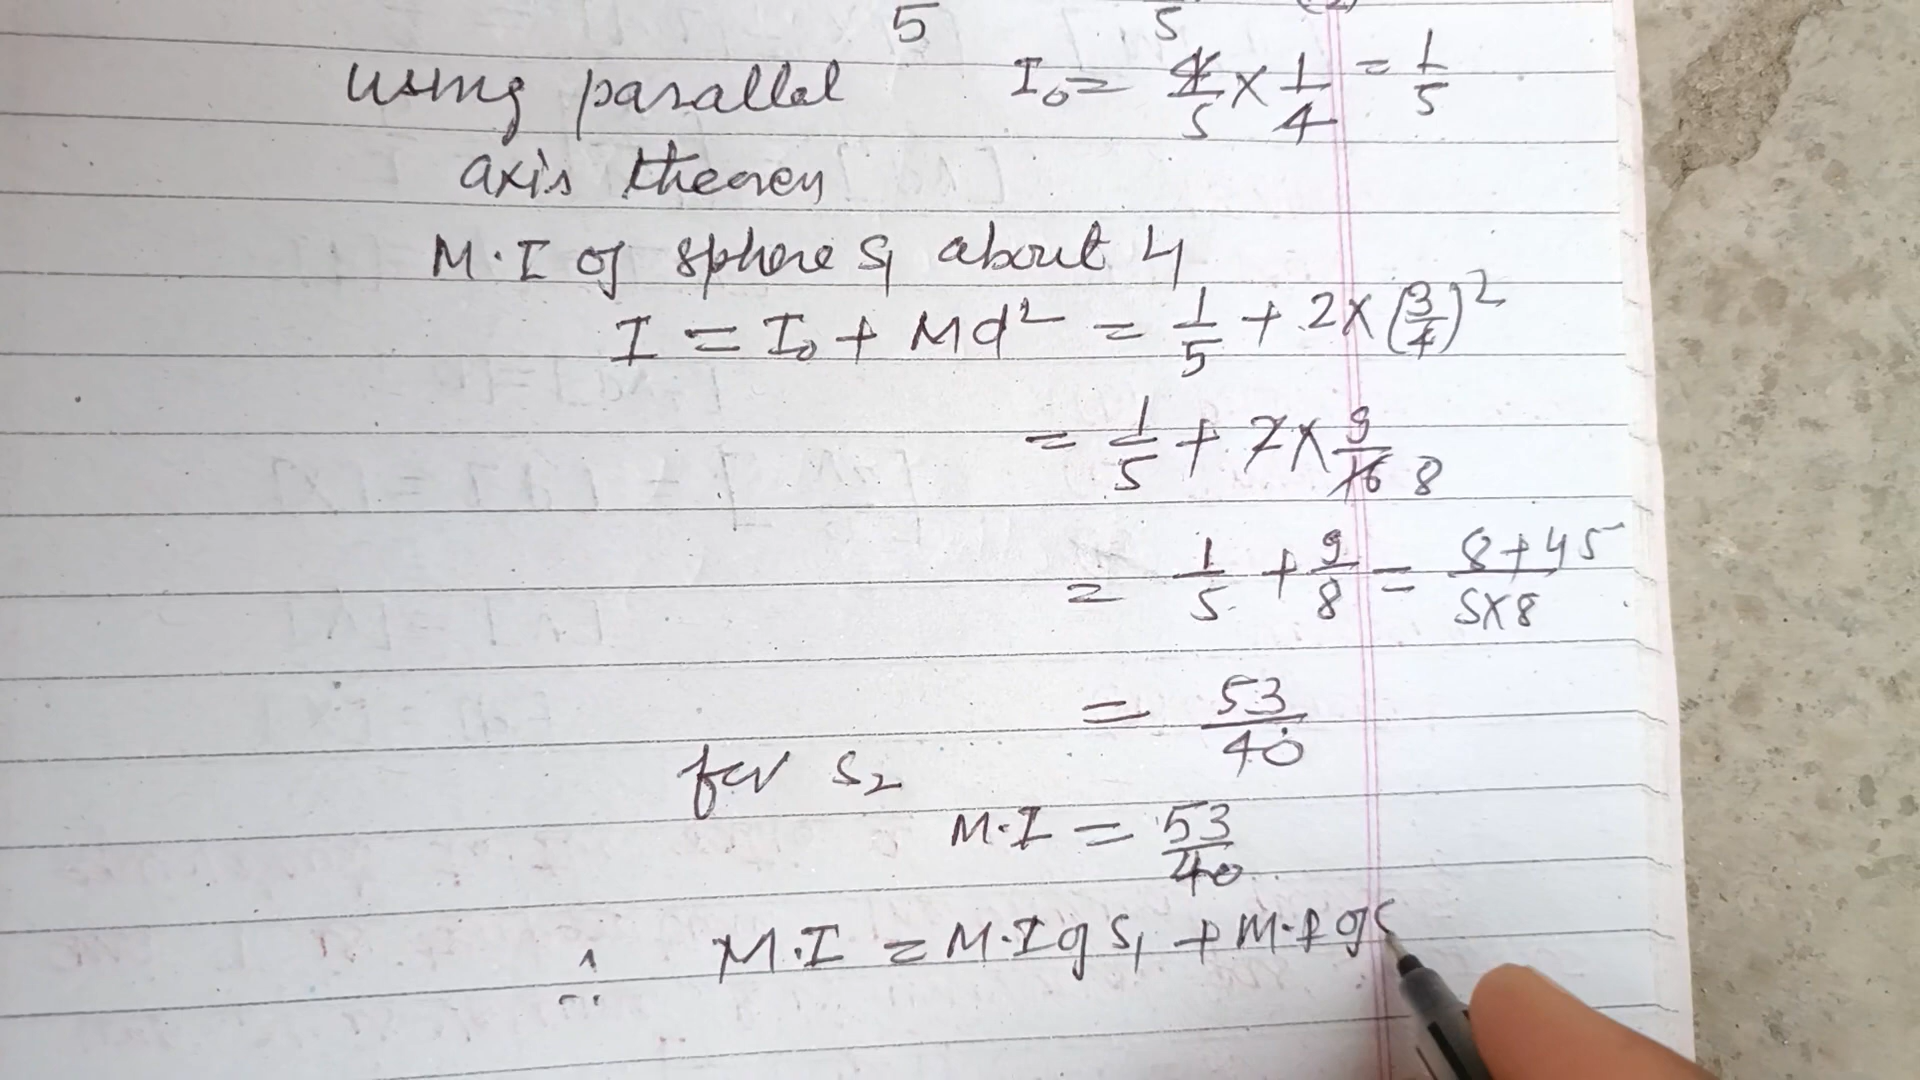 5 5
using parallel I₀ = 4/5 × 1/4 = 1/5
axis theorem
M.I of sphere S₁ about L₁
I = I₀ + Md² = 1/5 + 2×(3/4)²
= 1/5 + 2×9/16 8
= 1/5 + 9/8 = 8+45/5×8
= 53/40
for S₂
M.I = 53/40
∴ M.I = M.I of S₁ + M.I of S